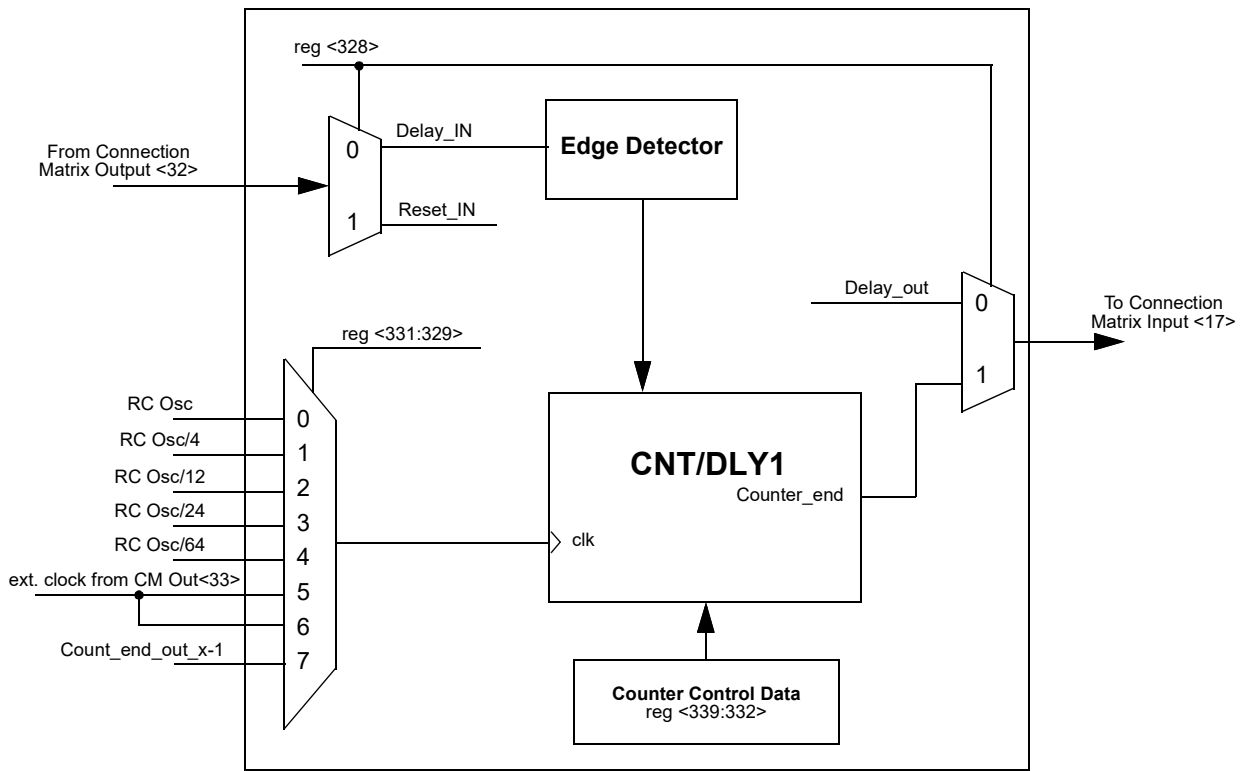 reg <328>
Delay_IN
Edge Detector
0
From Connection
Matrix Output <32>
Reset_IN
1
Delay_out
0
To Connection
Matrix Input <17>
1
reg <331:329>
RC Osc
0
RC Osc/4
1
RC Osc/12
2
RC Osc/24
3
RC Osc/64
4
ext. clock from CM Out<33>
5
6
Count_end_out_x-1
7
CNT/DLY1
Counter_end
clk
Counter Control Data
reg <339:332>